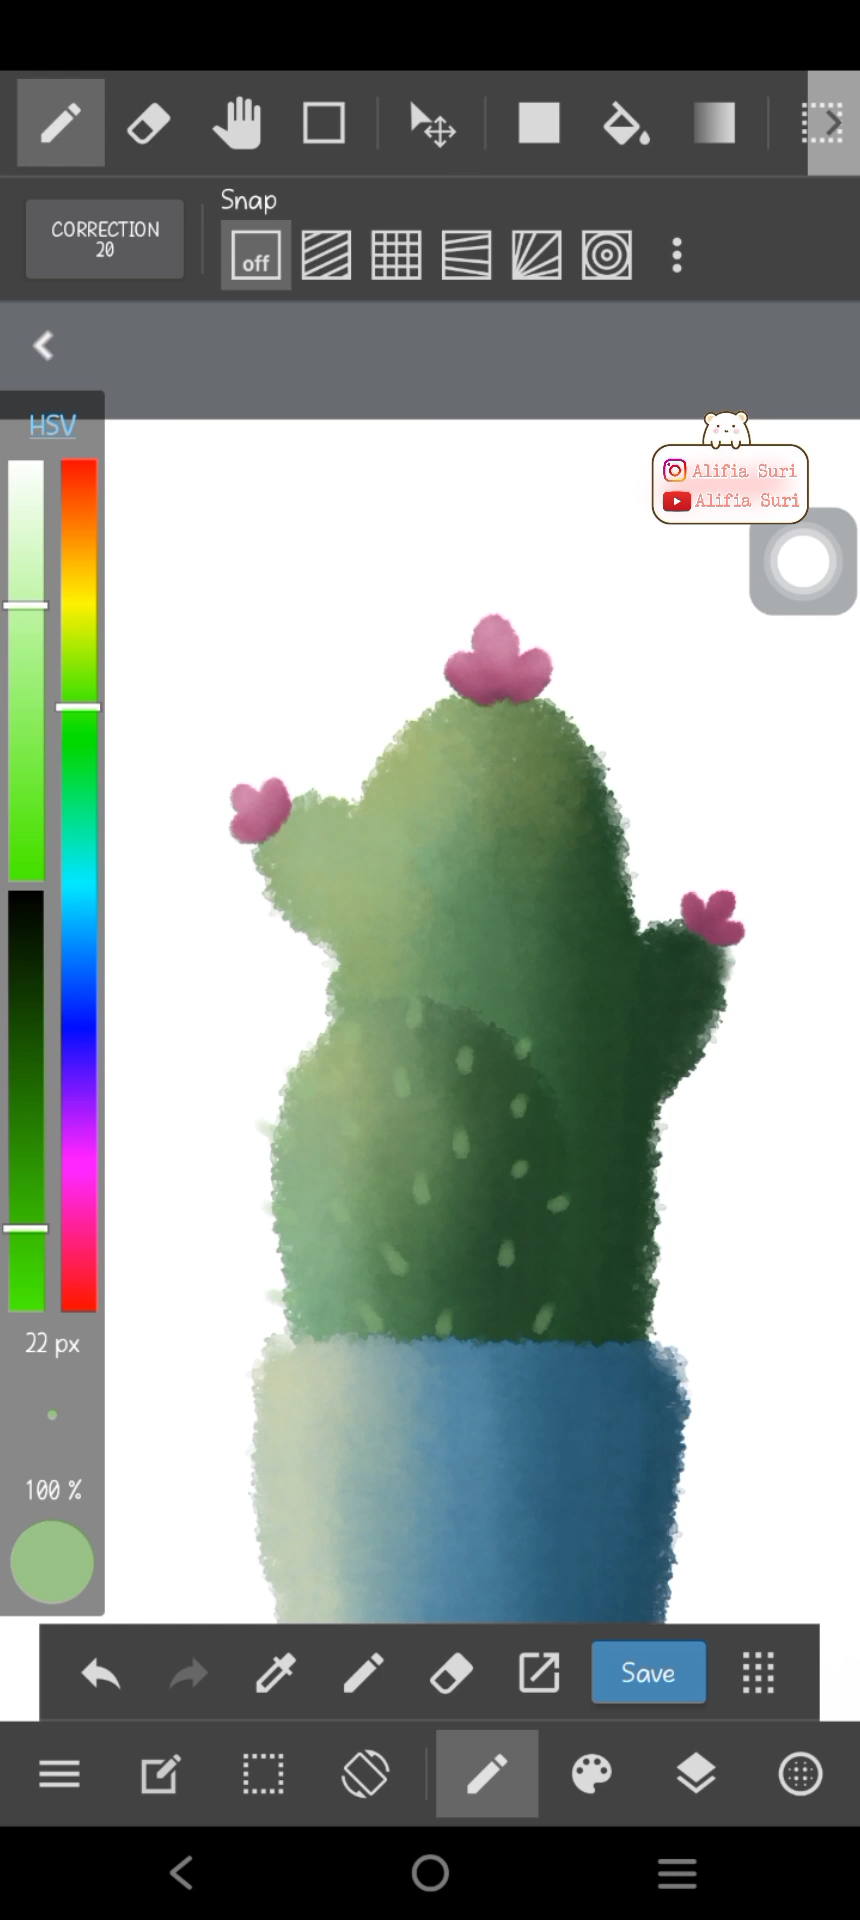 Snap
CORRECTION
20
off
HSV
Alifia Suri
Alifia Suri
22 px
100 %
Save